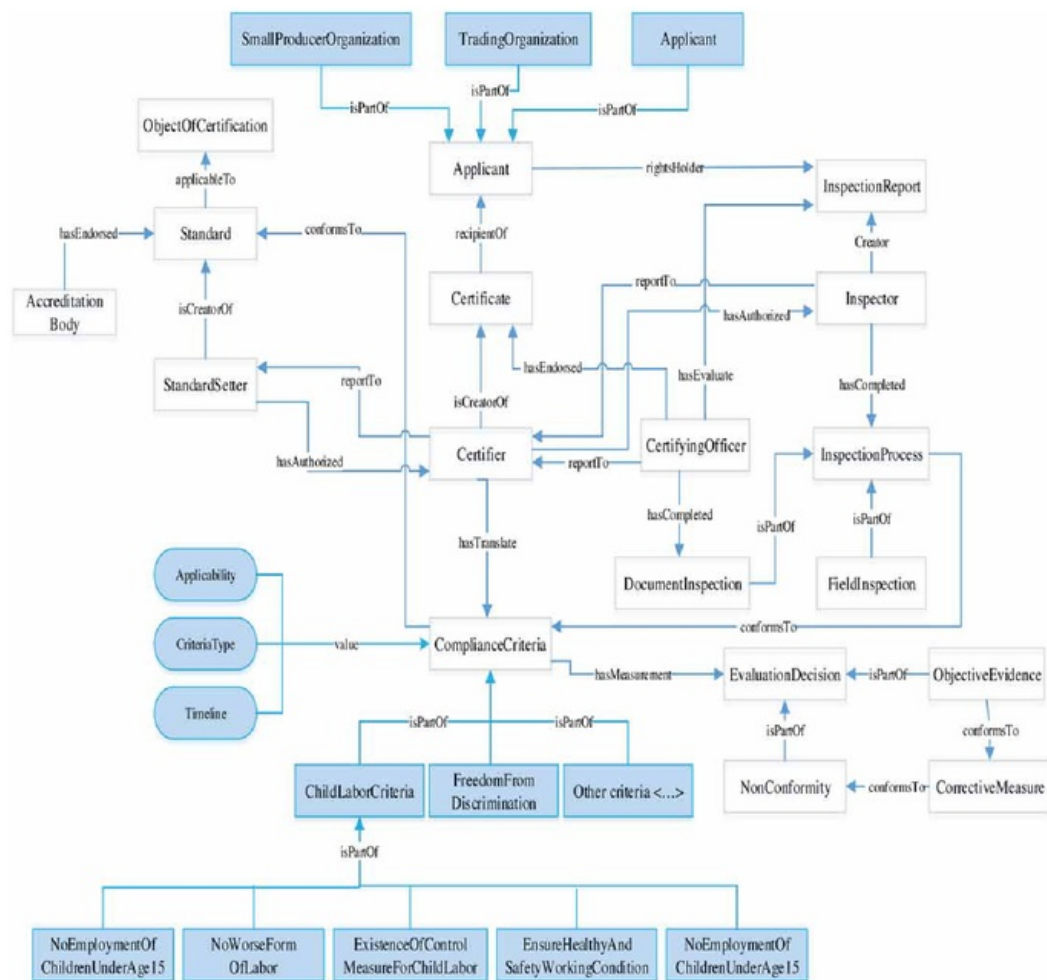 SmallProducerOrganization
TradingOrganization
Applicant
isPartOf
isPartOf
isPartOf
ObjectOfCertification
applicableTo
Applicant
rightsHolder
InspectionReport
hasEndorsed
Standard
conformsTo
recipientOf
Creator
Accreditation
Body
isCreatorOf
Certificate
reportTo
Inspector
hasAuthorized
StandardSetter
reportTo
hasEndorsed
hasEvaluate
hasCompleted
isCreatorOf
hasAuthorized
Certifier
reportTo
CertifyingOfficer
InspectionProcess
hasCompleted
isPartOf
isPartOf
hasTranslate
Applicability
DocumentInspection
FieldInspection
CriteriaType
value
ComplianceCriteria
conformsTo
hasMeasurement
EvaluationDecision
isPartOf
ObjectiveEvidence
Timeline
isPartOf
isPartOf
isPartOf
conformsTo
ChildLaborCriteria
FreedomFrom
Discrimination
Other criteria <...>
NonConformity
conformsTo
CorrectiveMeasure
isPartOf
NoEmploymentOf
ChildrenUnderAge15
NoWorseForm
OfLabor
ExistenceOfControl
MeasureForChildLabor
EnsureHealthyAnd
SafetyWorkingCondition
NoEmploymentOf
ChildrenUnderAge15